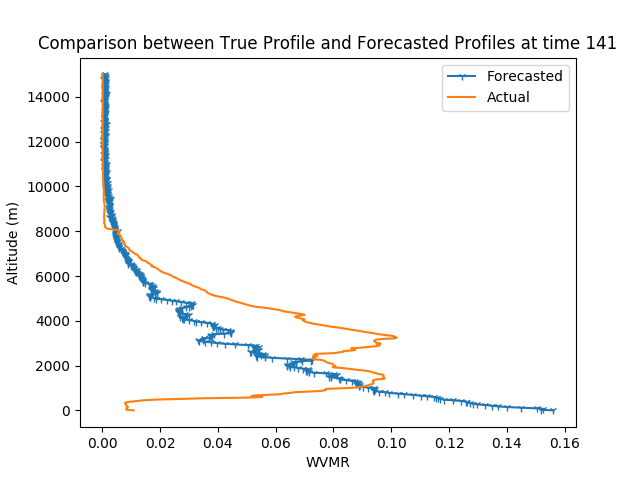 Comparison between True Profile and Forecasted Profiles at time 141
Forecasted
Actual
14000
12000
10000
8000
6000
4000
2000
0
Altitude (m)
0.00 0.02 0.04 0.06 0.08 0.10 0.12 0.14 0.16
WVMR